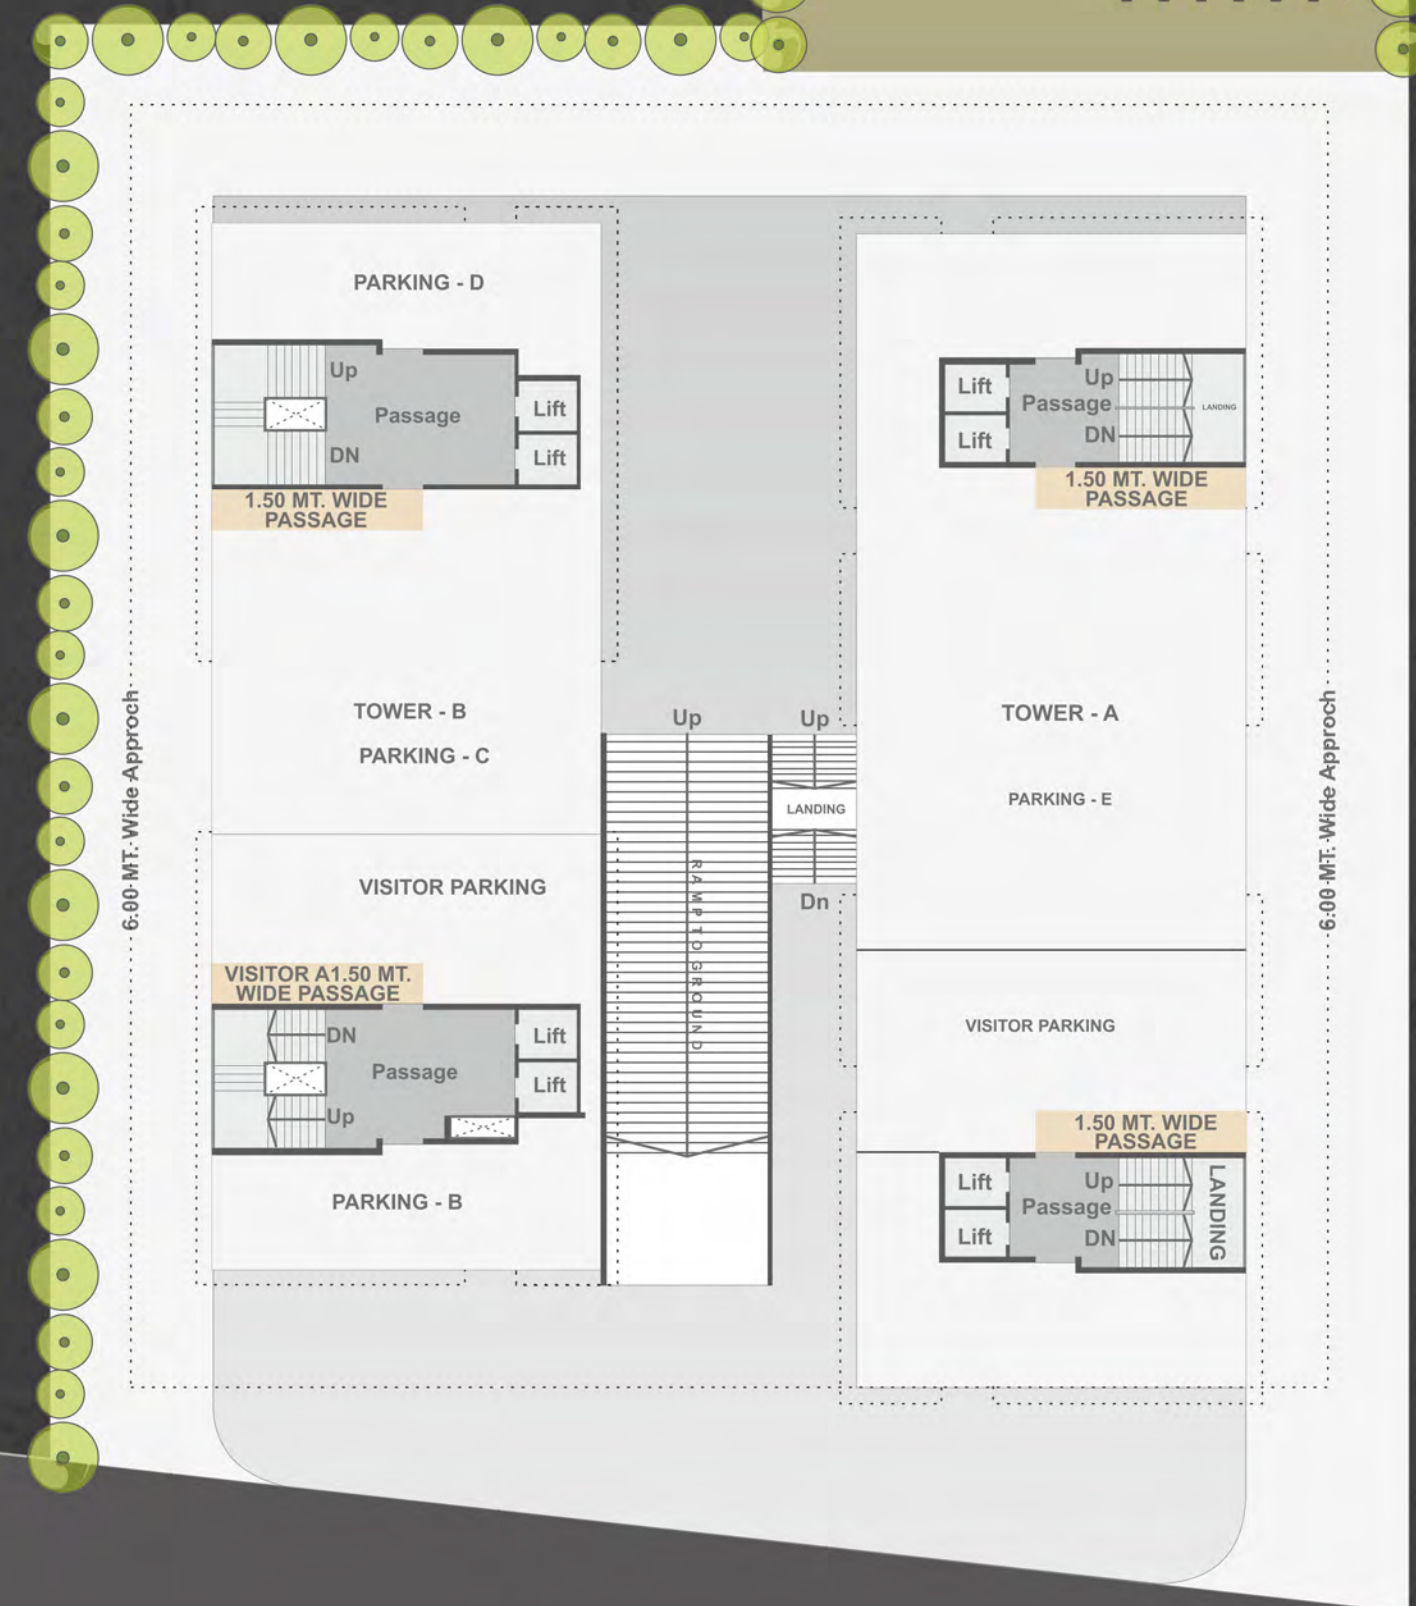 PARKING - D
Up
Passage
DN
Lift
Lift
1.50 MT. WIDE
PASSAGE
Lift
Lift
Up
Passage
DN
LANDING
1.50 MT. WIDE
PASSAGE
6.00 MT. Wide Approch
TOWER - B
PARKING - C
Up
Up
LANDING
Dn
RAMP TO GROUND
TOWER - A
PARKING - E
6:00 MT. Wide Approch
VISITOR PARKING
VISITOR A1.50 MT.
WIDE PASSAGE
DN
Passage
Up
Lift
Lift
PARKING - B
VISITOR PARKING
1.50 MT. WIDE
PASSAGE
Lift
Lift
Up
Passage
DN
LANDING